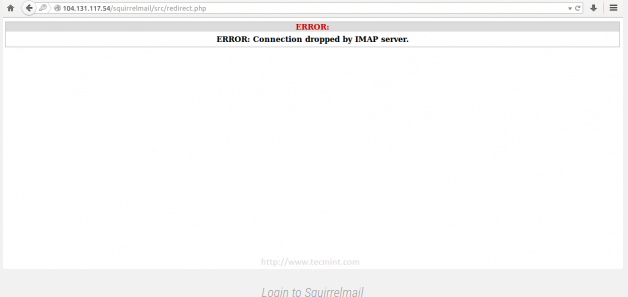 104.131.117.54/squirrelmail/src/redirect.php
ERROR:
ERROR: Connection dropped by IMAP server.
http://www.tecmint.com
Login to Squirrelmail